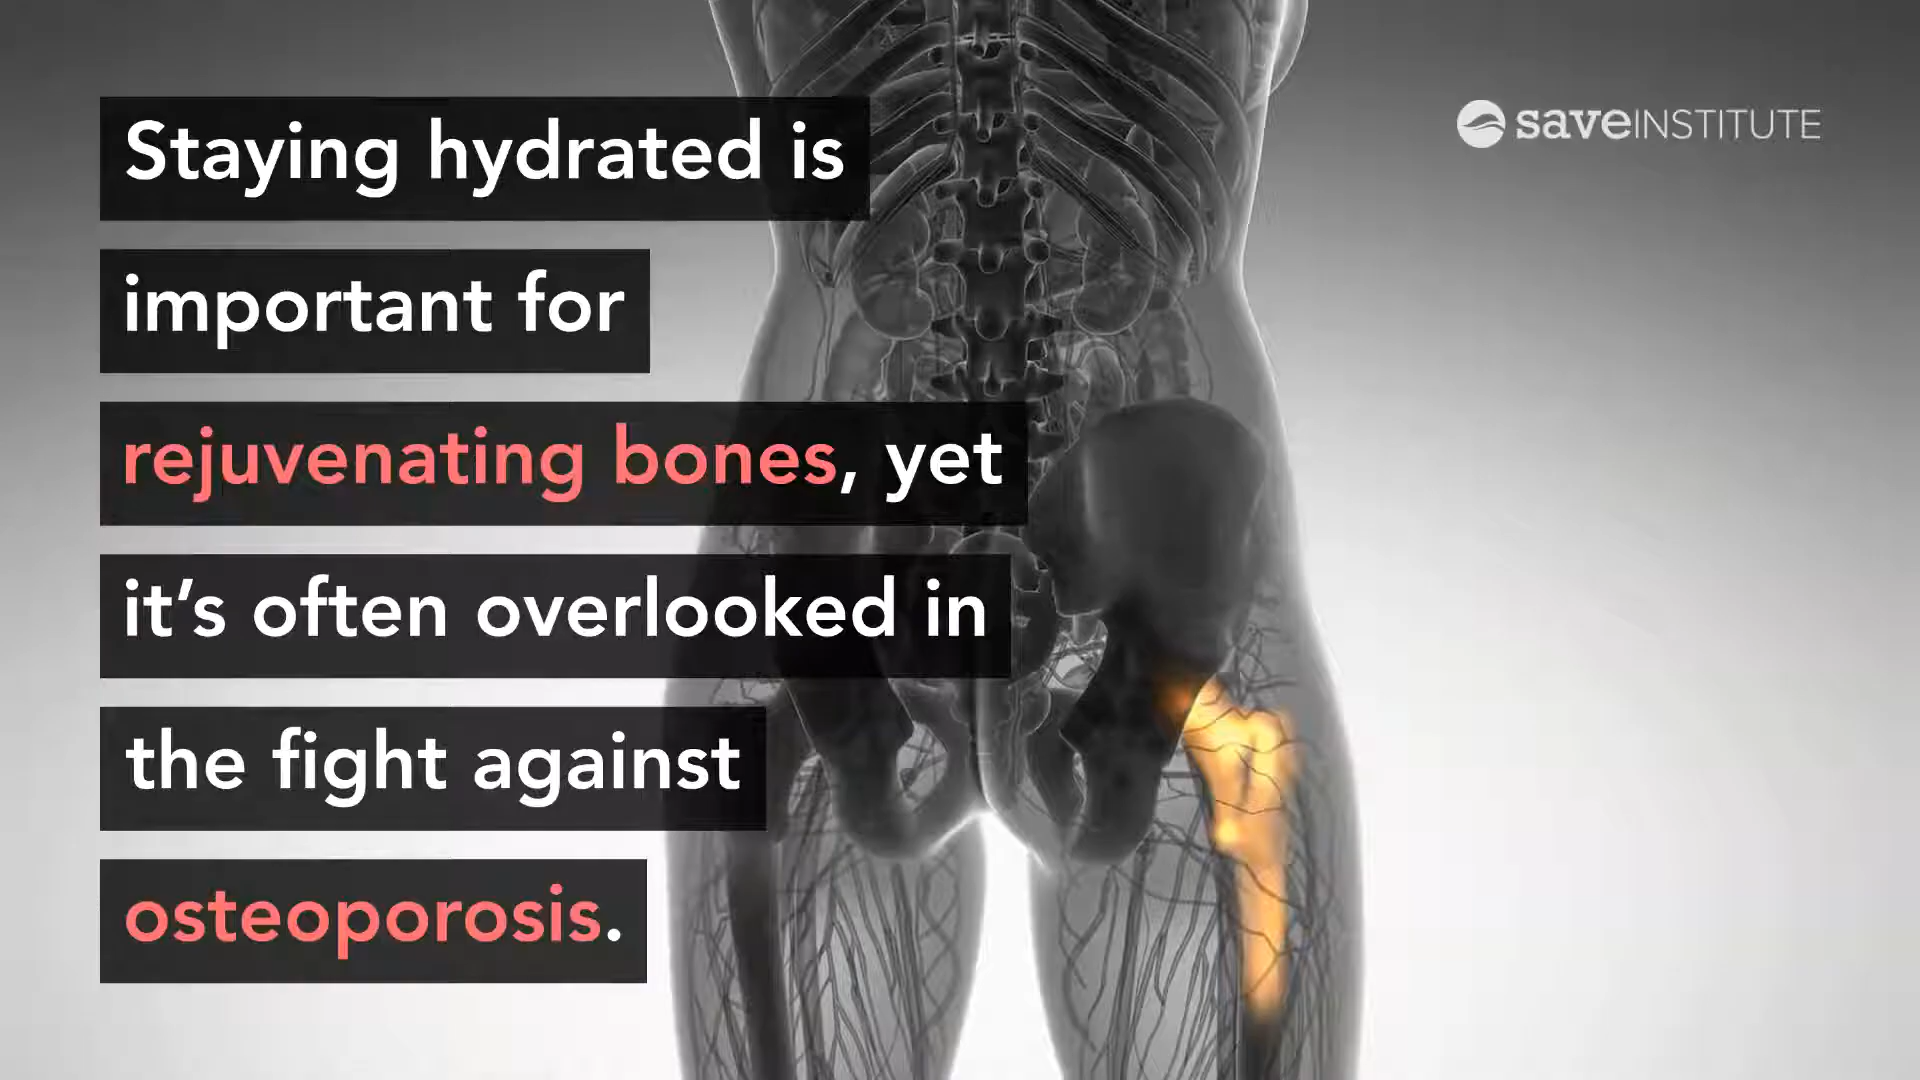 Staying hydrated is
important for
rejuvenating bones, yet
it’s often overlooked in
the fight against
osteoporosis.
saveINSTITUTE